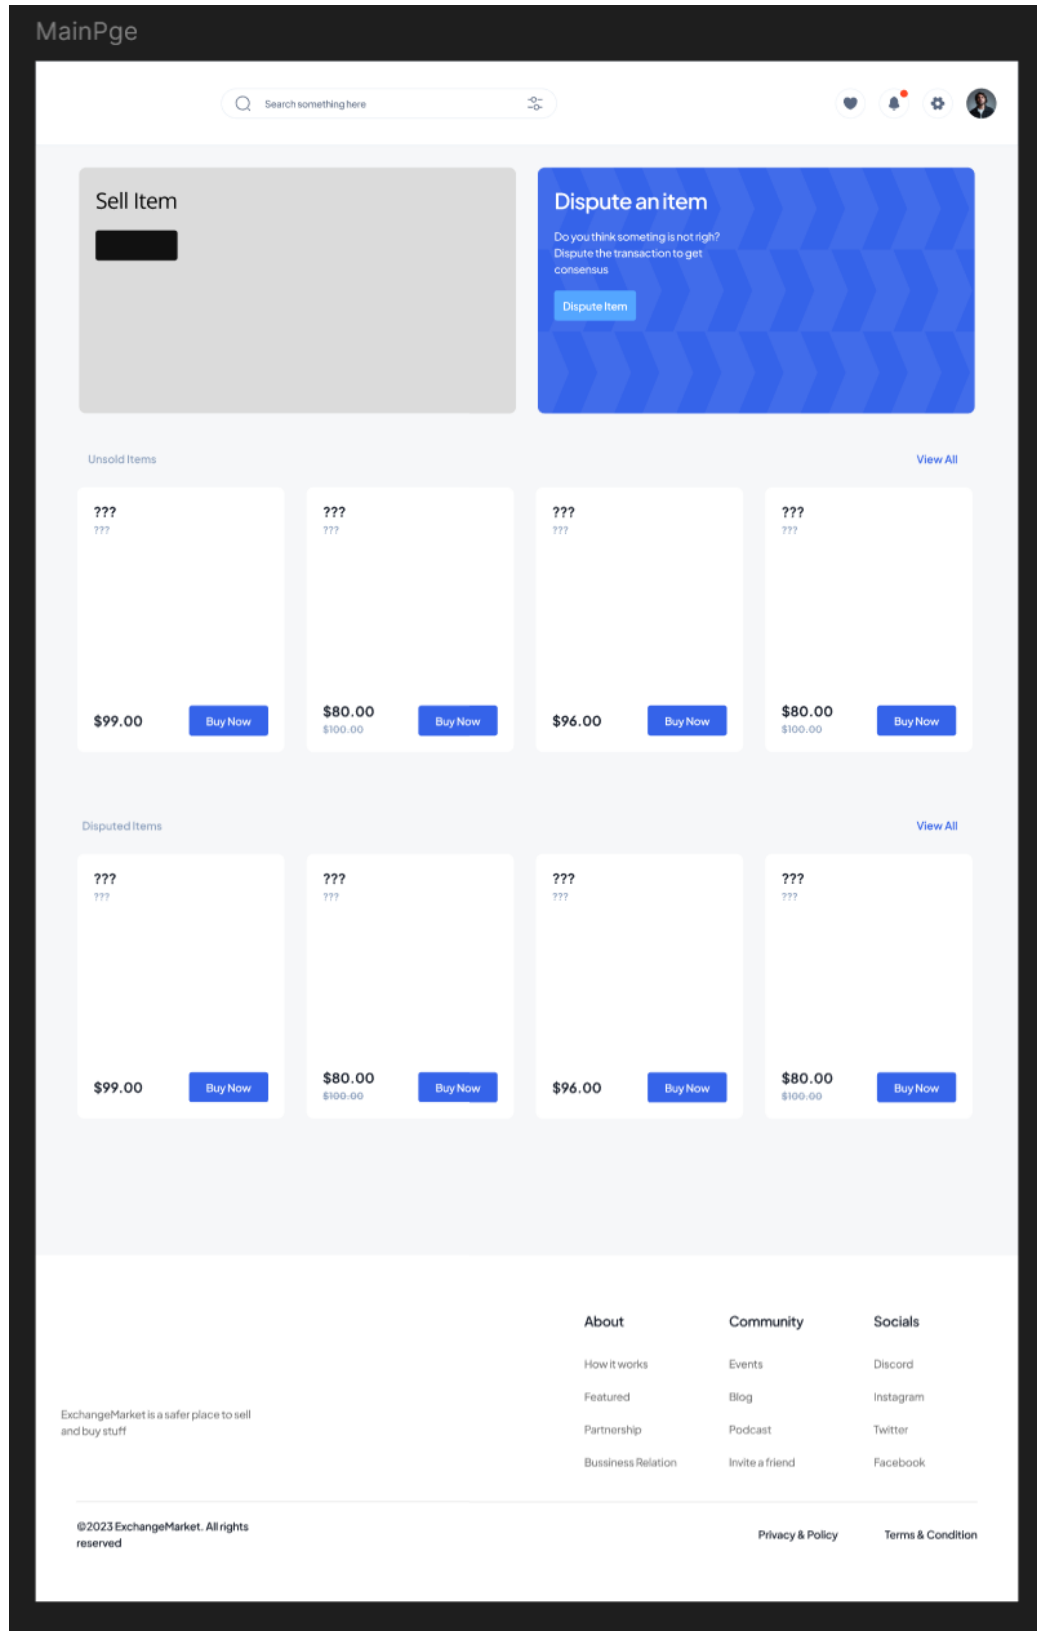 MainPge
Search something here
Sell Item
Dispute an item
Do you think someting is not righ?
Dispute the transaction to get
consensus
Dispute Item
Unsold Items
View All
???
???
???
???
???
???
???
???
$99.00
Buy Now
$80.00
$100.00
Buy Now
$96.00
Buy Now
$80.00
$100.00
Buy Now
Disputed Items
View All
???
???
???
???
???
???
???
???
$99.00
Buy Now
$80.00
$100.00
Buy Now
$96.00
Buy Now
$80.00
$100.00
Buy Now
ExchangeMarket is a safer place to sell
and buy stuff
About
How it works
Featured
Partnership
Bussiness Relation
Community
Events
Blog
Podcast
Invite a friend
Socials
Discord
Instagram
Twitter
Facebook
©2023 ExchangeMarket. All rights
reserved
Privacy & Policy
Terms & Condition